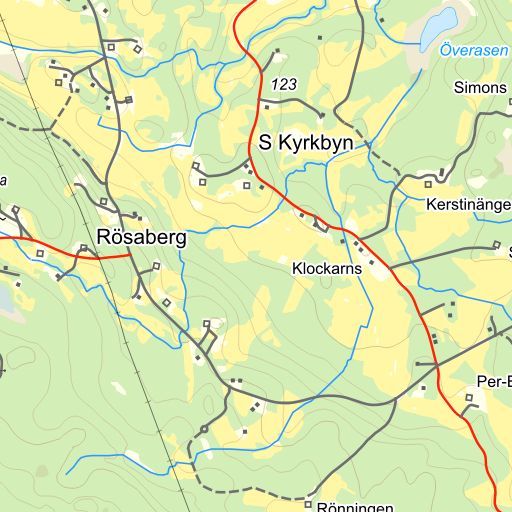 Överasen
123
Simons
S Kyrkbyn
a
Kerstinänge
Rösaberg
S
Klockarns
Per-E
Rönningen